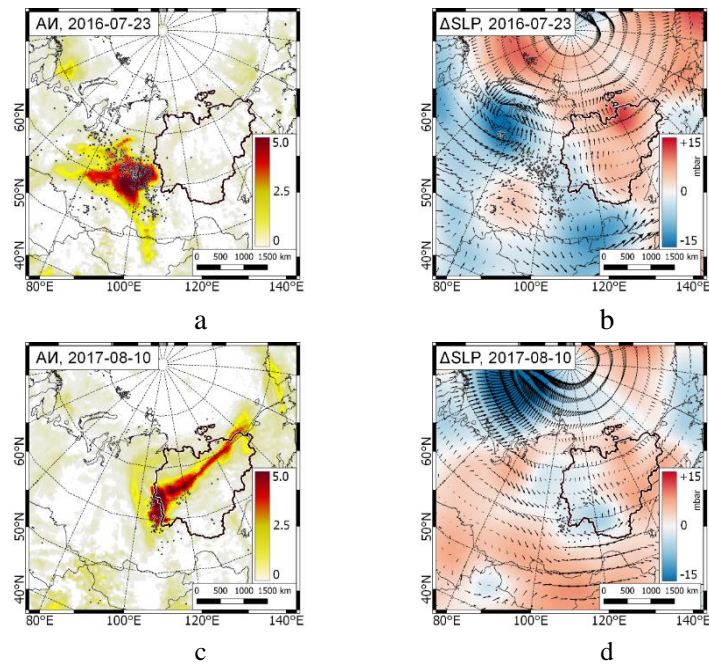 АИ, 2016-07-23
60°N
50°N
40°N
5.0
2.5
0
0 500 1000 1500 km
80°E 100°E 120°E 140°E
a
ΔSLP, 2016-07-23
60°N
50°N
40°N
+15
0
-15
mbar
0 500 1000 1500 km
80°E 100°E 120°E 140°E
b
АИ, 2017-08-10
60°N
50°N
40°N
5.0
2.5
0
0 500 1000 1500 km
80°E 100°E 120°E 140°E
c
ΔSLP, 2017-08-10
60°N
50°N
40°N
+15
0
-15
mbar
0 500 1000 1500 km
80°E 100°E 120°E 140°E
d